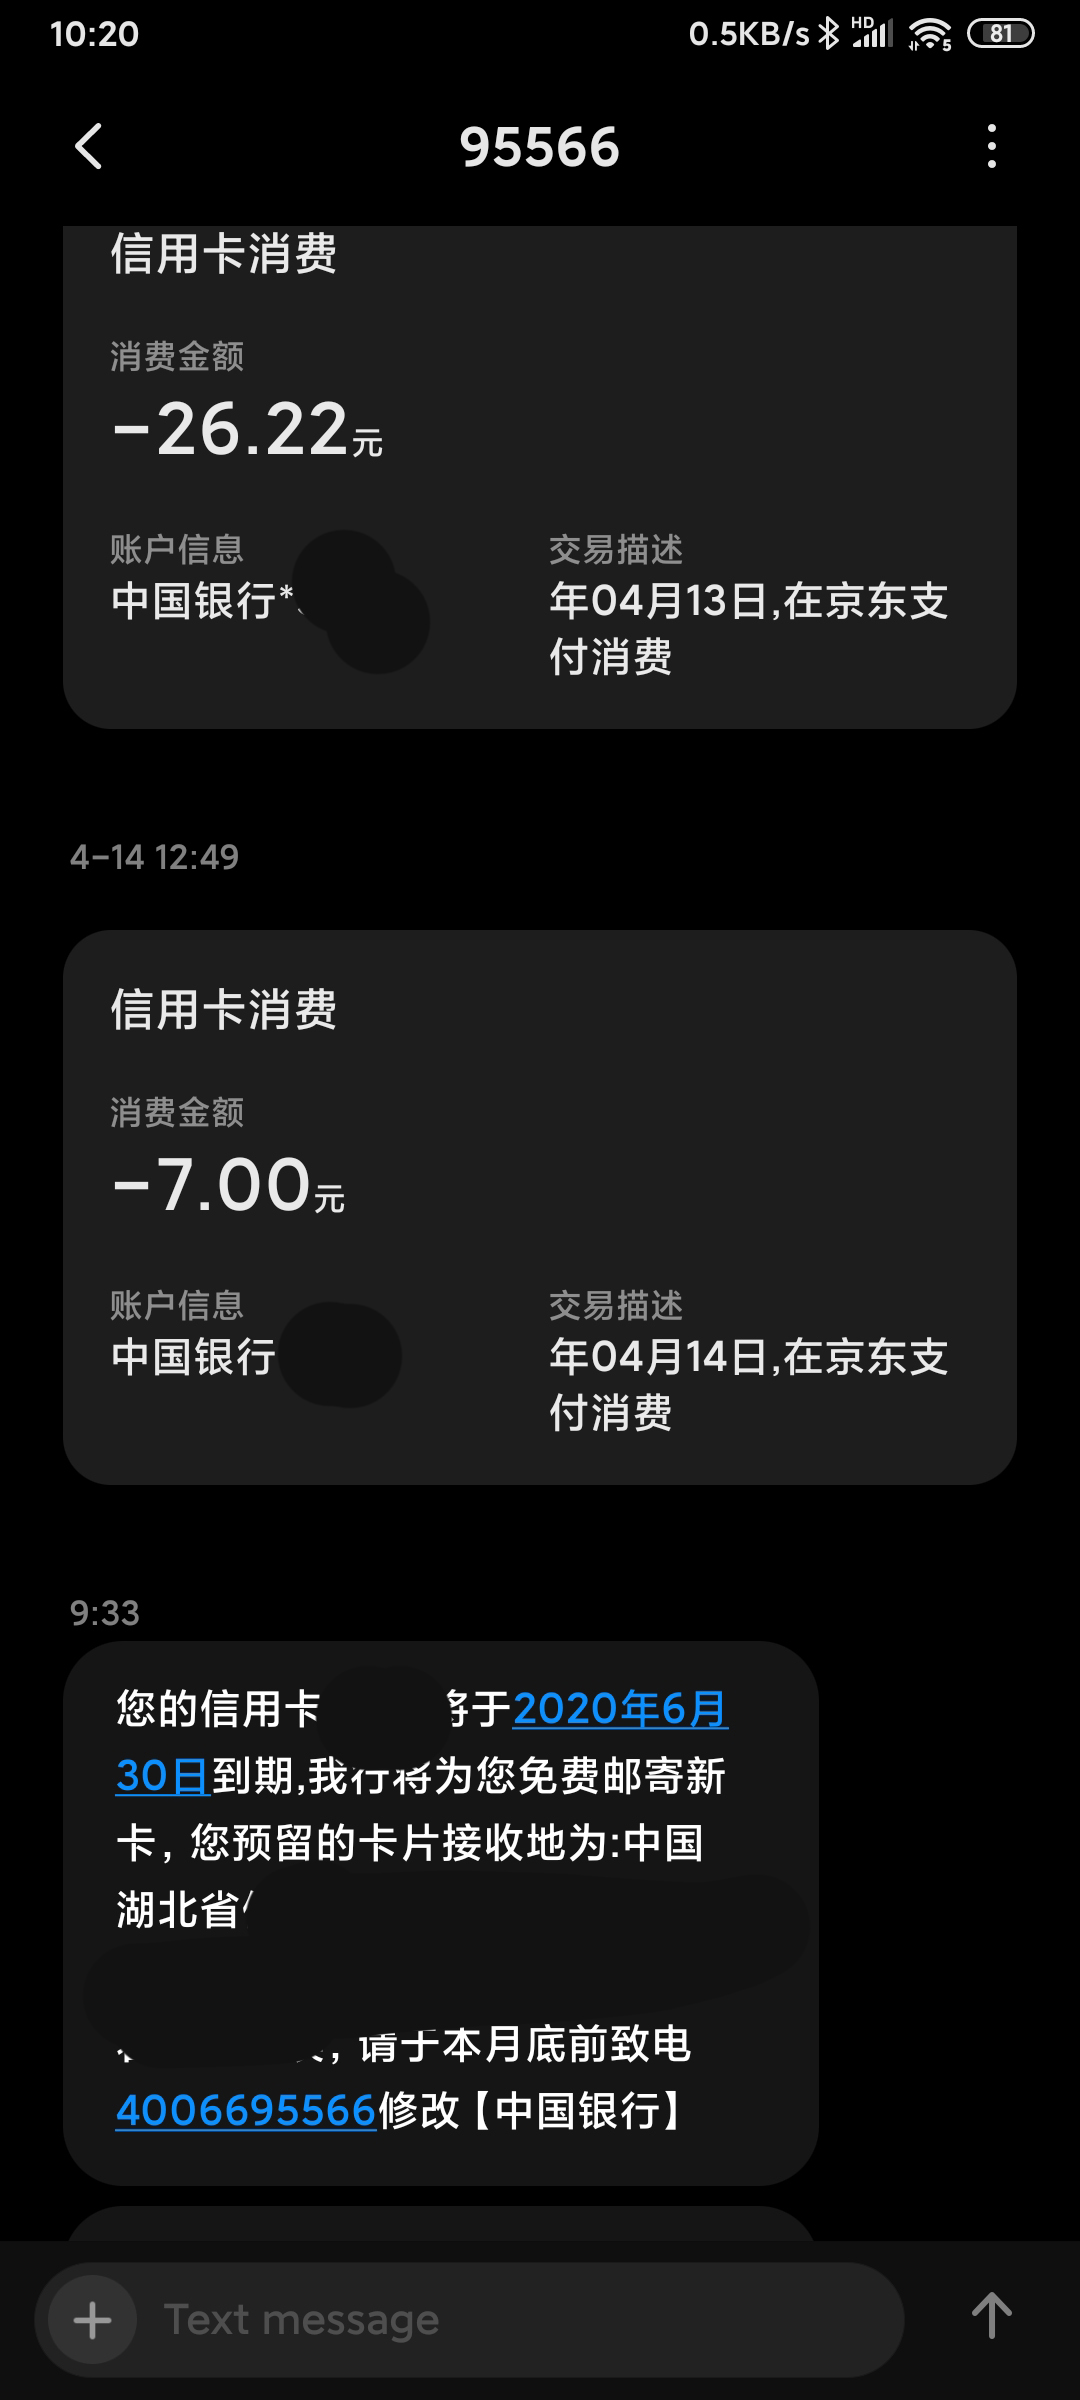 10:20
0.5KB/s HD 5 81
95566
信用卡消费
消费金额
-26.22元
账户信息 交易描述
中国银行* 年04月13日,在京东支
付消费
4-14 12:49
信用卡消费
消费金额
-7.00元
账户信息 交易描述
中国银行 年04月14日,在京东支
付消费
9:33
您的信用卡 将于2020年6月
30日到期,我行将为您免费邮寄新
卡, 您预留的卡片接收地为:中国
湖北省
, 请于本月底前致电
4006695566修改【中国银行】
Text message